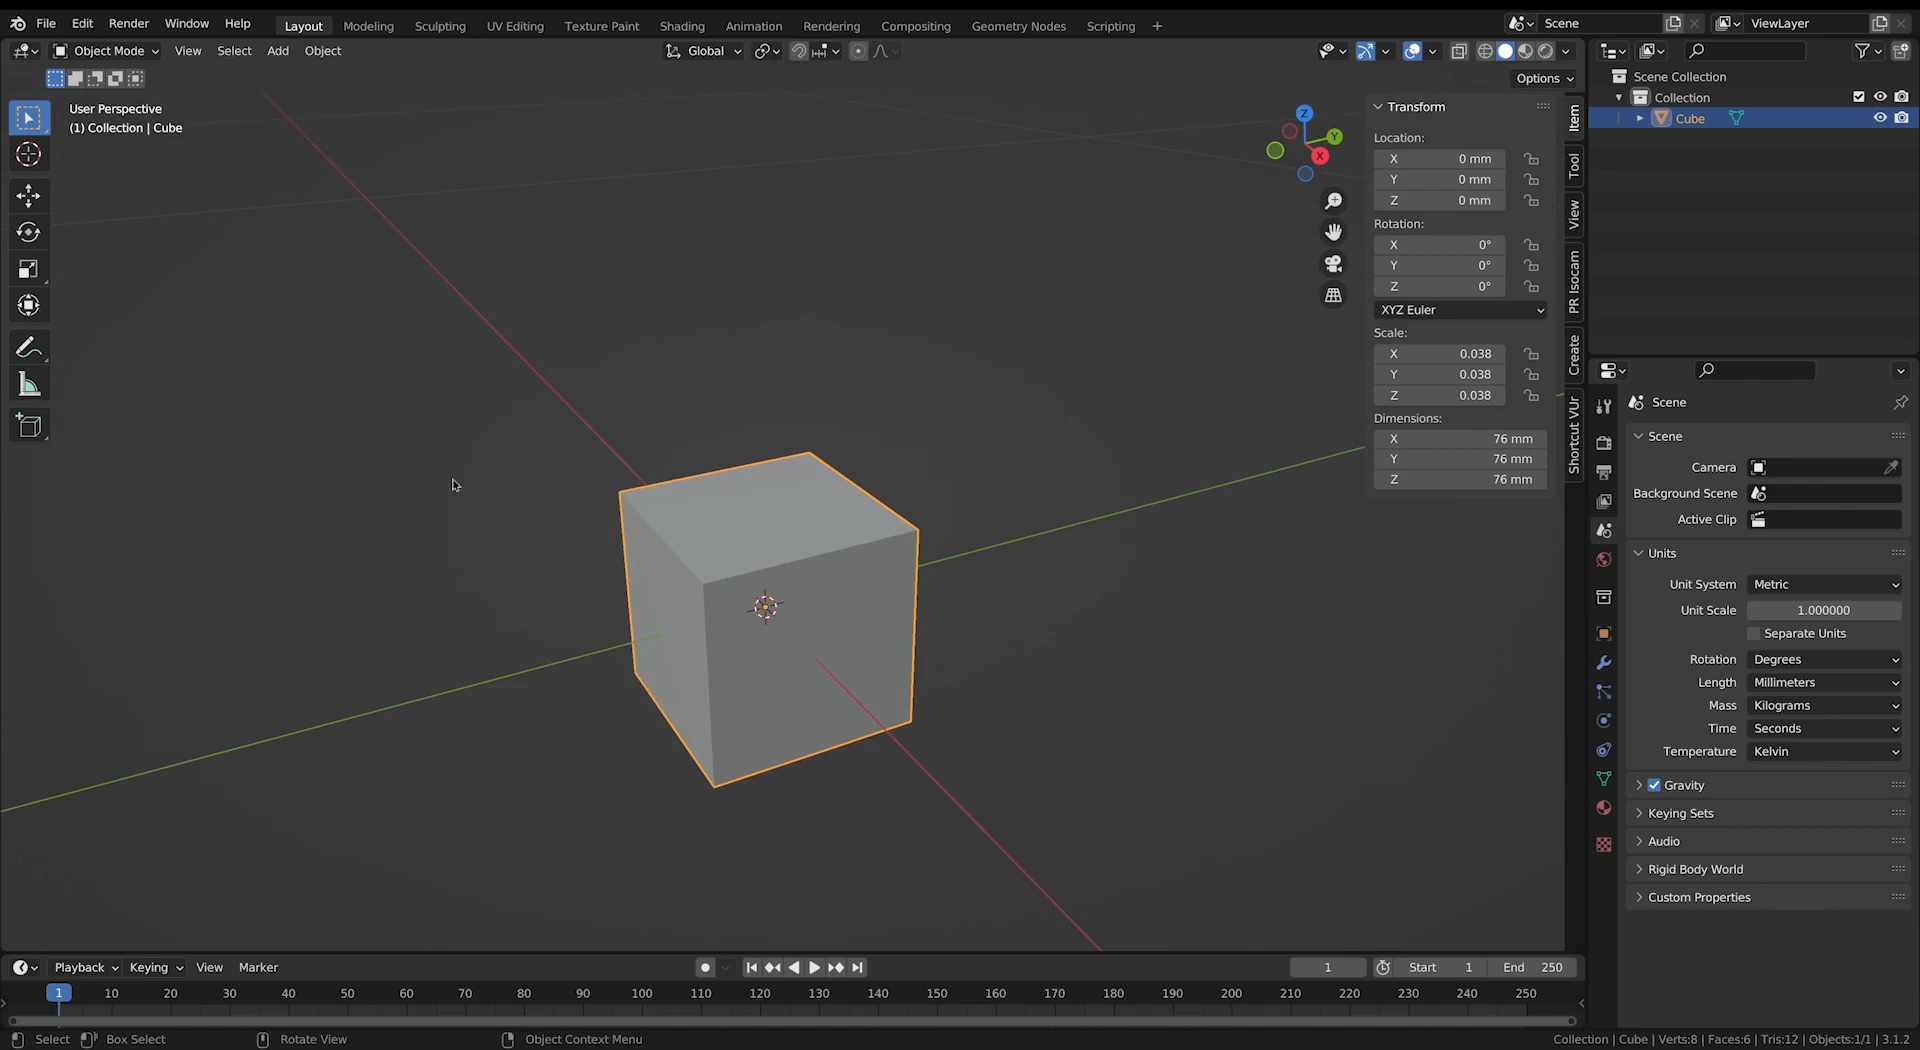 File Edit Render Window Help Layout Modeling Sculpting UV Editing Texture Paint Shading Animation Rendering Compositing Geometry Nodes Scripting + Scene ViewLayer
Object Mode View Select Add Object Global
Options
User Perspective
(1) Collection | Cube
Z
Y
X
Transform
Location:
X 0 mm
Y 0 mm
Z 0 mm
Rotation:
X 0°
Y 0°
Z 0°
XYZ Euler
Scale:
X 0.038
Y 0.038
Z 0.038
Dimensions:
X 76 mm
Y 76 mm
Z 76 mm
Item
Tool
View
PR Isocam
Create
Shortcut VUr
Scene Collection
Collection
Cube
Scene
Scene
Camera
Background Scene
Active Clip
Units
Unit System Metric
Unit Scale 1.000000
Separate Units
Rotation Degrees
Length Millimeters
Mass Kilograms
Time Seconds
Temperature Kelvin
Gravity
Keying Sets
Audio
Rigid Body World
Custom Properties
Playback Keying View Marker 1 Start 1 End 250
1 10 20 30 40 50 60 70 80 90 100 110 120 130 140 150 160 170 180 190 200 210 220 230 240 250
Select Box Select Rotate View Object Context Menu Collection | Cube | Verts:8 | Faces:6 | Tris:12 | Objects:1/1 | 3.1.2